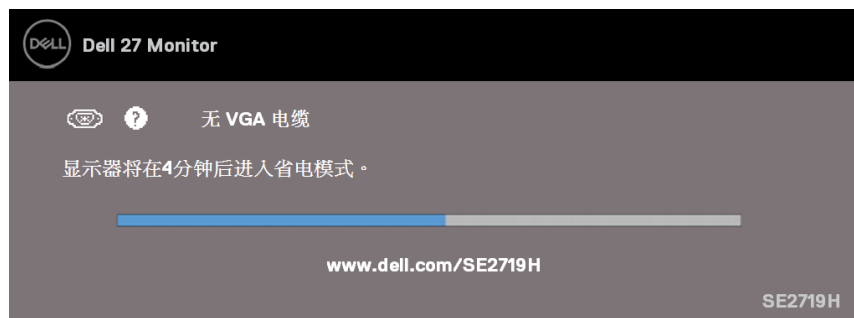 DELL Dell 27 Monitor
? 无 VGA 电缆
显示器将在4分钟后进入省电模式。
www.dell.com/SE2719H
SE2719H